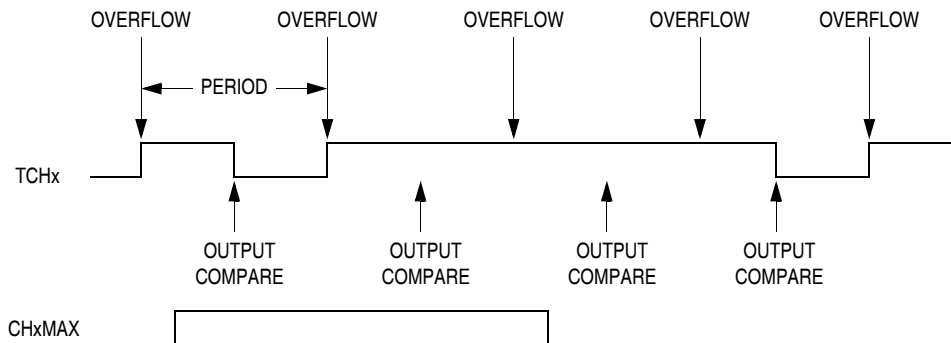 OVERFLOW OVERFLOW OVERFLOW OVERFLOW OVERFLOW
PERIOD
TCHx
OUTPUT OUTPUT OUTPUT OUTPUT
COMPARE COMPARE COMPARE COMPARE
CHxMAX